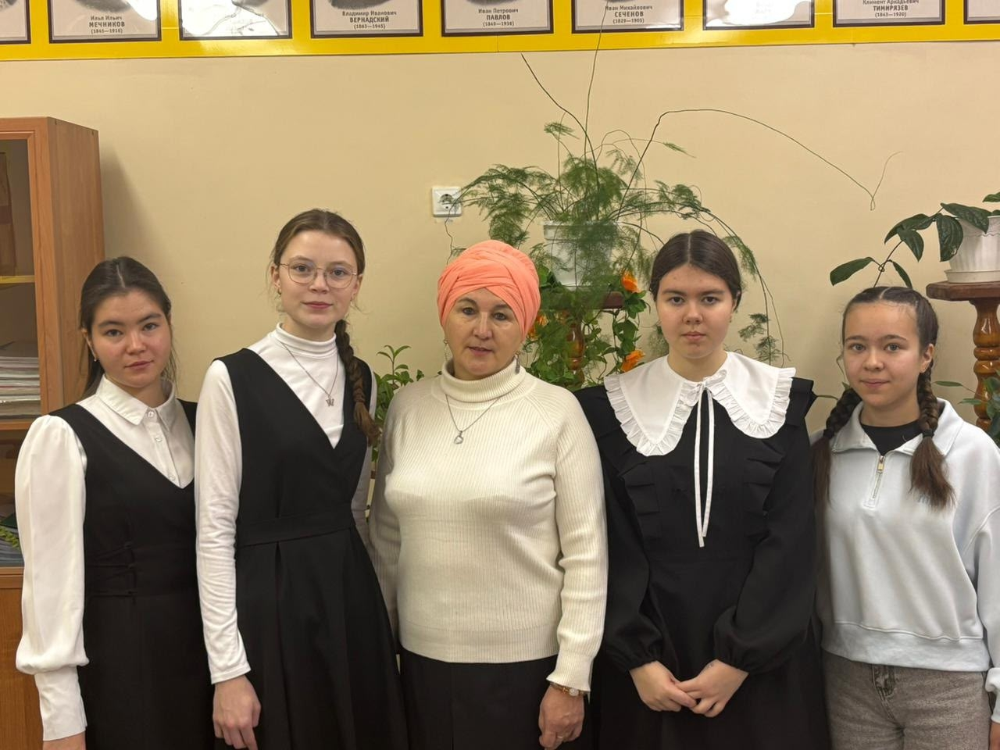 Илья Ильич
МЕЧНИКОВ
(1845—1916)
Владимир Иванович
ВЕРНАДСКИЙ
(1863—1945)
Иван Петрович
ПАВЛОВ
(1849—1936)
Иван Михайлович
СЕЧЕНОВ
(1829—1905)
Климент Аркадьевич
ТИМИРЯЗЕВ
(1843—1920)